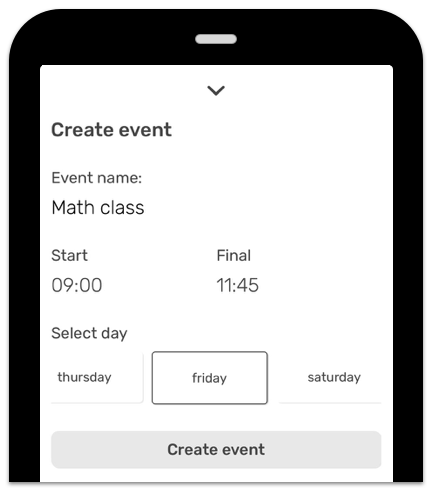 Create event
Event name:
Math class
Start Final
09:00 11:45
Select day
thursday friday saturday
Create event